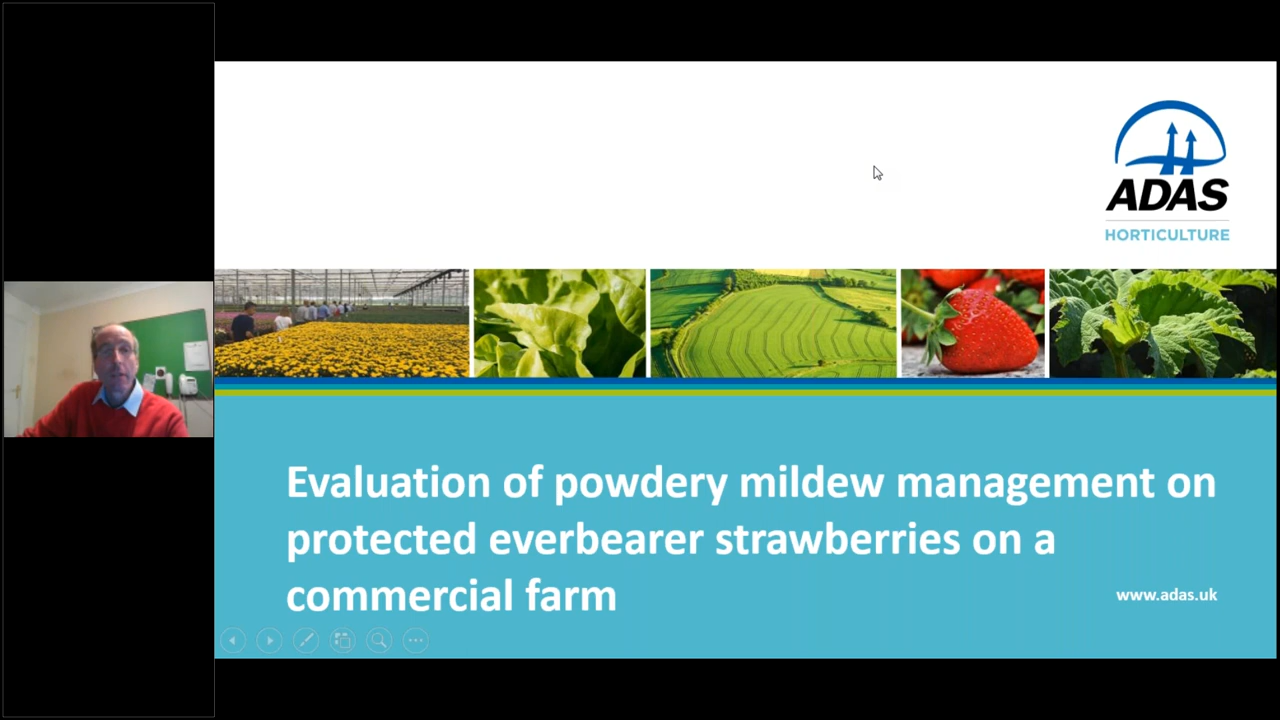 ADAS
HORTICULTURE
Evaluation of powdery mildew management on
protected everbearer strawberries on a
commercial farm
www.adas.uk